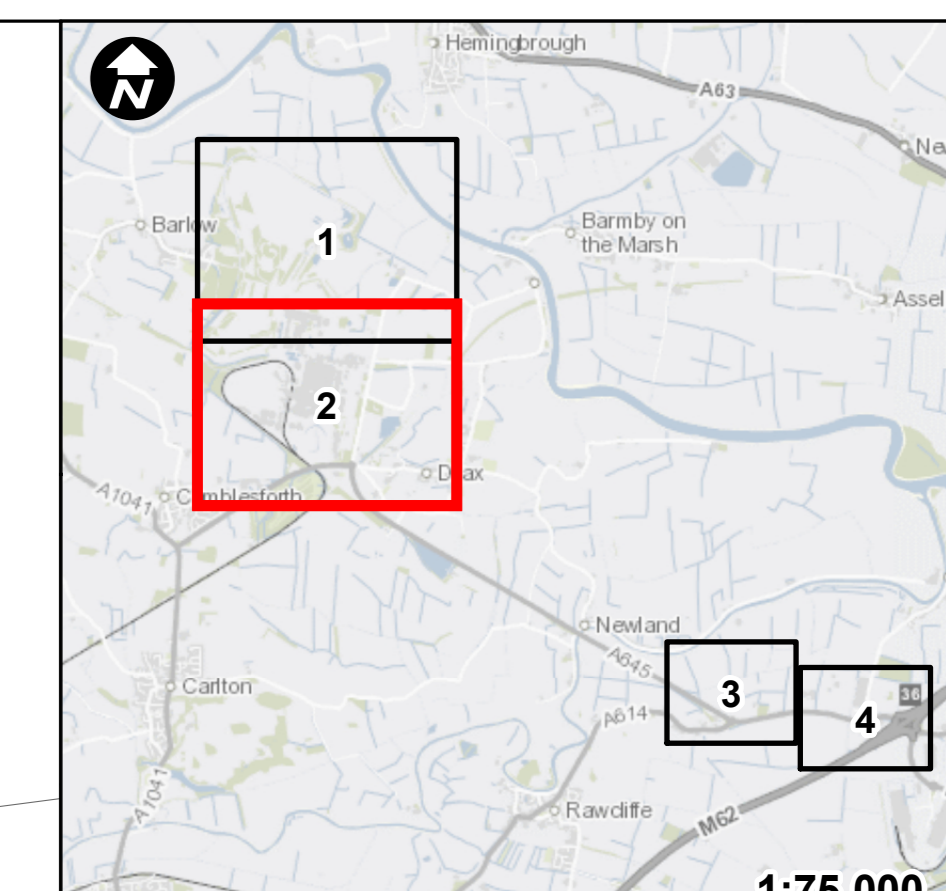 N
Hemingbrough
A63
Ne
Barlow
1
Barmby on
the Marsh
Assel
2
Drax
A1041
Camblesforth
Newland
A645
3
36
Carlton
A614
4
A1041
Rawcliffe
M62
1:75,000